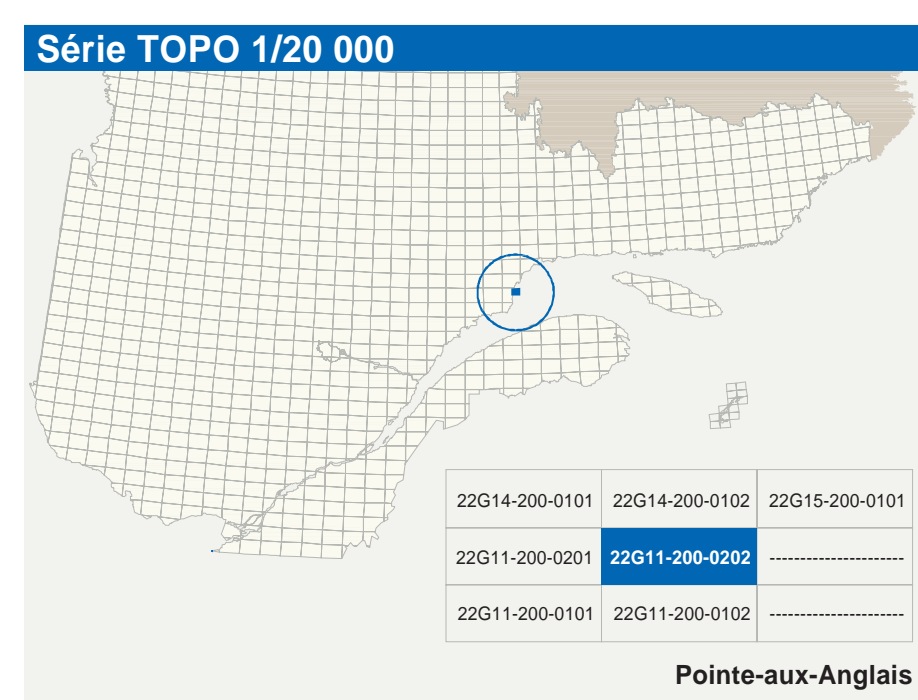 Série TOPO 1/20 000
22G14-200-0101 22G14-200-0102 22G15-200-0101
22G11-200-0201 22G11-200-0202 ----------------------
22G11-200-0101 22G11-200-0102 ----------------------
Pointe-aux-Anglais